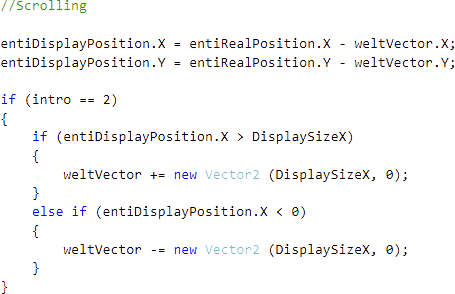 //Scrolling
entiDisplayPosition.X = entiRealPosition.X - weltVector.X;
entiDisplayPosition.Y = entiRealPosition.Y - weltVector.Y;
if (intro == 2)
{
if (entiDisplayPosition.X > DisplaySizeX)
{
weltVector += new Vector2 (DisplaySizeX, 0);
}
else if (entiDisplayPosition.X < 0)
{
weltVector -= new Vector2 (DisplaySizeX, 0);
}
}